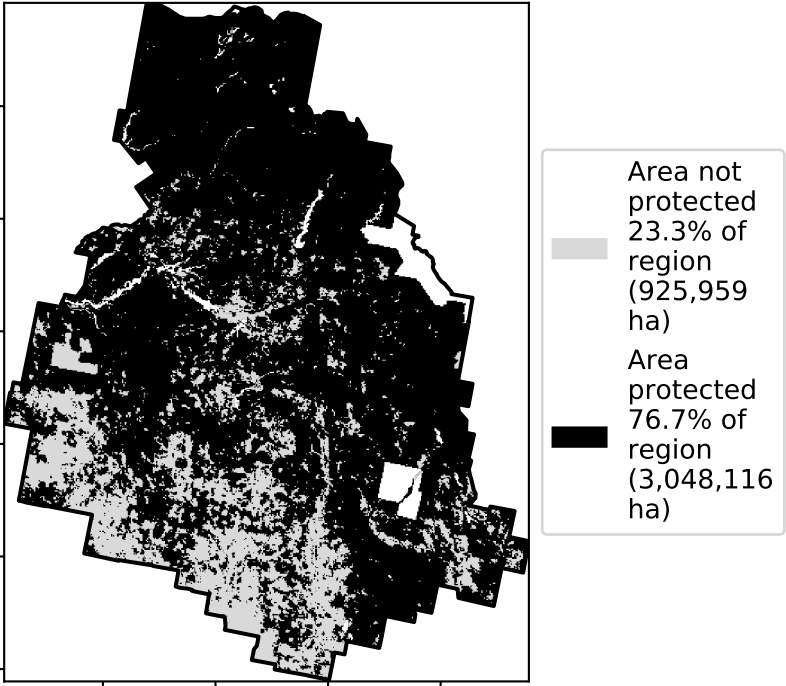 Area not
protected
23.3% of
region
(925,959
ha)
Area
protected
76.7% of
region
(3,048,116
ha)